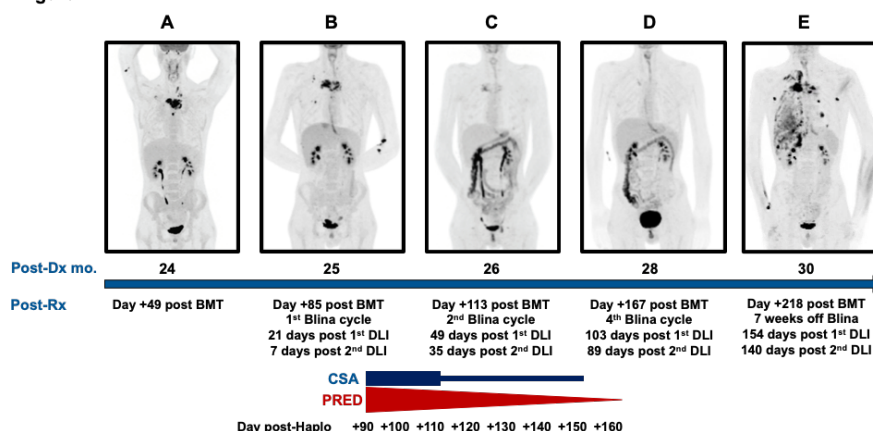 A B C D E
Post-Dx mo. 24 25 26 28 30
Post-Rx
Day +49 post BMT
Day +85 post BMT
1st Blina cycle
21 days post 1st DLI
7 days post 2nd DLI
Day +113 post BMT
2nd Blina cycle
49 days post 1st DLI
35 days post 2nd DLI
Day +167 post BMT
4th Blina cycle
103 days post 1st DLI
89 days post 2nd DLI
Day +218 post BMT
7 weeks off Blina
154 days post 1st DLI
140 days post 2nd DLI
CSA
PRED
Day post-Haplo +90 +100 +110 +120 +130 +140 +150 +160